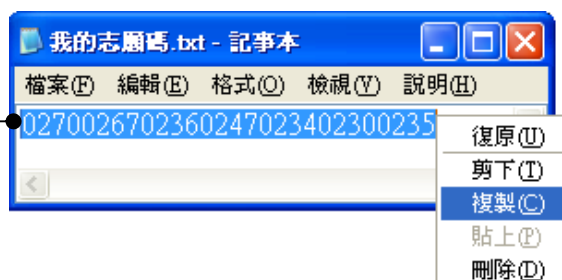 我的志願碼.txt - 記事本
檔案(F) 編輯(E) 格式(O) 檢視(V) 說明(H)
0270026702360247023402300235
復原(U)
剪下(T)
複製(C)
貼上(P)
刪除(D)